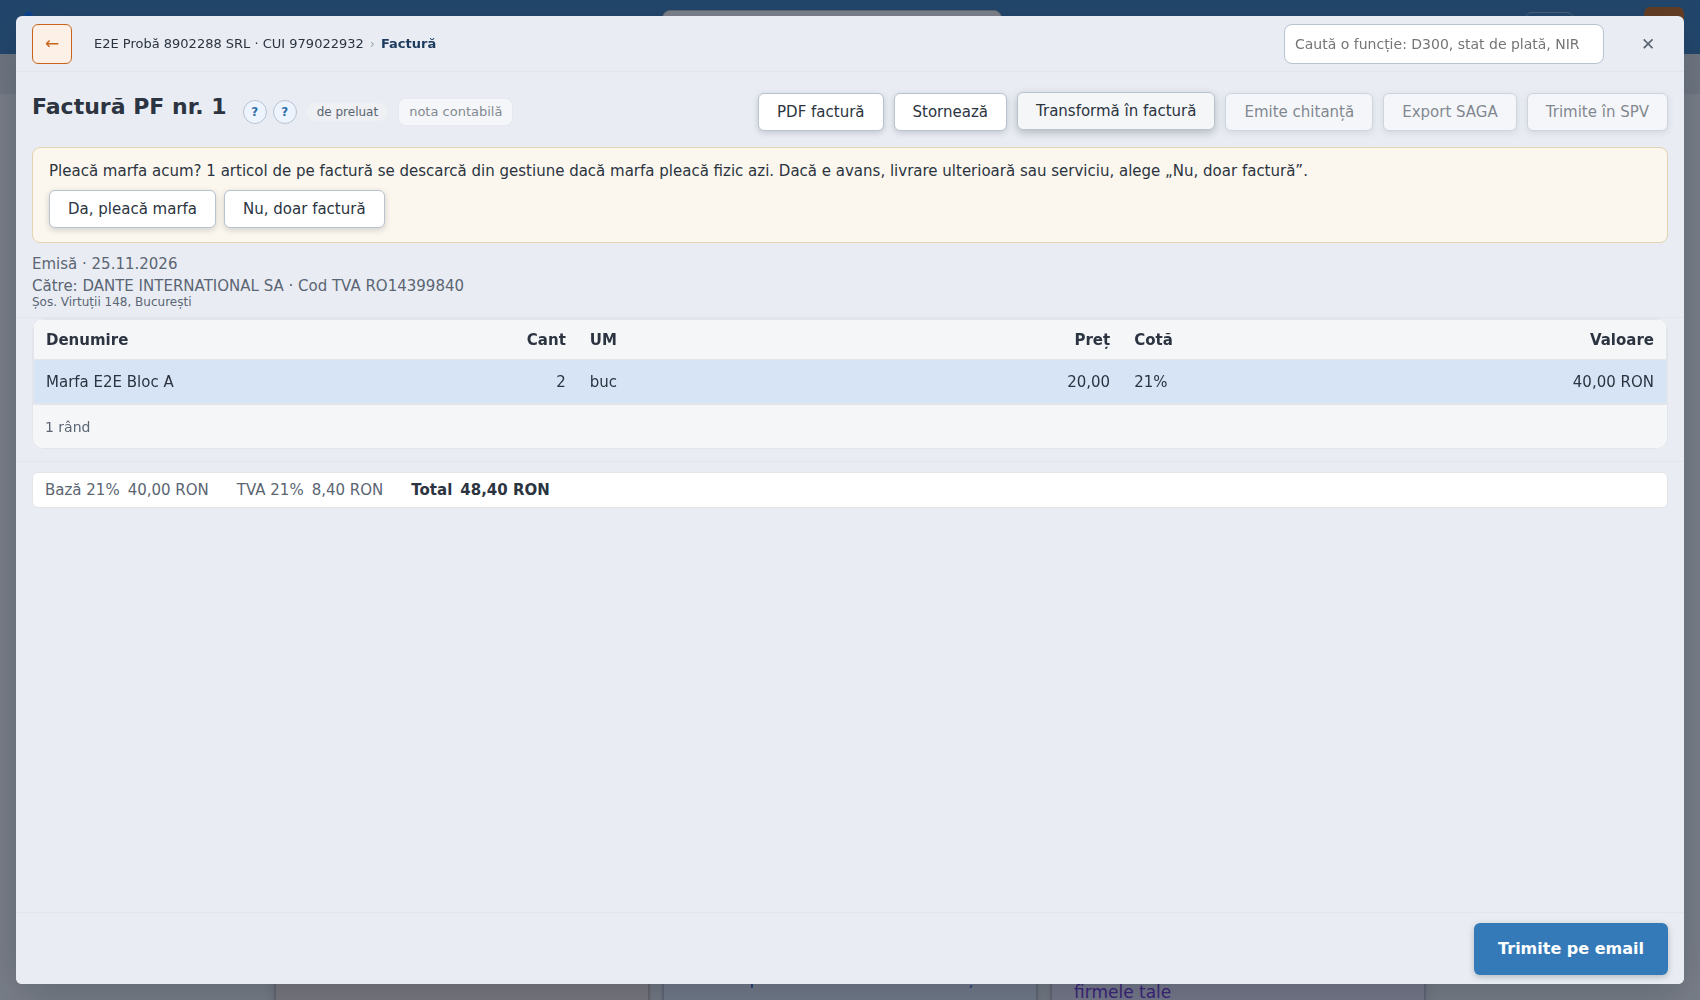 ←
E2E Probă 8902288 SRL · CUI 979022932 › Factură
Caută o funcție: D300, stat de plată, NIR
✕
Factură PF nr. 1
?
?
de preluat
nota contabilă
PDF factură
Stornează
Transformă în factură
Emite chitanță
Export SAGA
Trimite în SPV
Pleacă marfa acum? 1 articol de pe factură se descarcă din gestiune dacă marfa pleacă fizic azi. Dacă e avans, livrare ulterioară sau serviciu, alege „Nu, doar factură”.
Da, pleacă marfa
Nu, doar factură
Emisă · 25.11.2026
Către: DANTE INTERNATIONAL SA · Cod TVA RO14399840
Șos. Virtuții 148, București
Denumire Cant UM Preț Cotă Valoare
Marfa E2E Bloc A 2 buc 20,00 21% 40,00 RON
1 rând
Bază 21% 40,00 RON TVA 21% 8,40 RON Total 48,40 RON
Trimite pe email
firmele tale